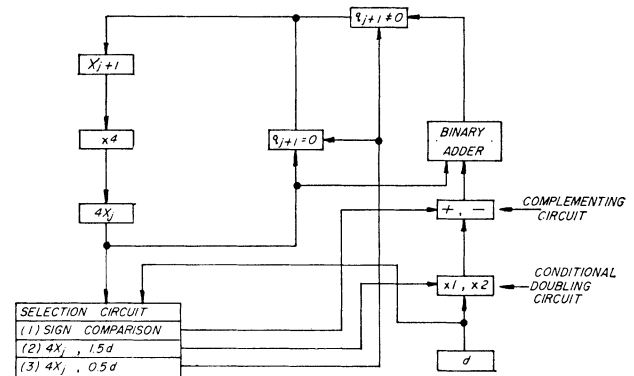 q_{j+1} ≠ 0
X_{j+1}
x4
q_{j+1} = 0
BINARY
ADDER
4X_j
+, -
COMPLEMENTING
CIRCUIT
x1, x2
CONDITIONAL
DOUBLING
CIRCUIT
SELECTION CIRCUIT
(1) SIGN COMPARISON
(2) 4X_j , 1.5d
(3) 4X_j , 0.5d
d